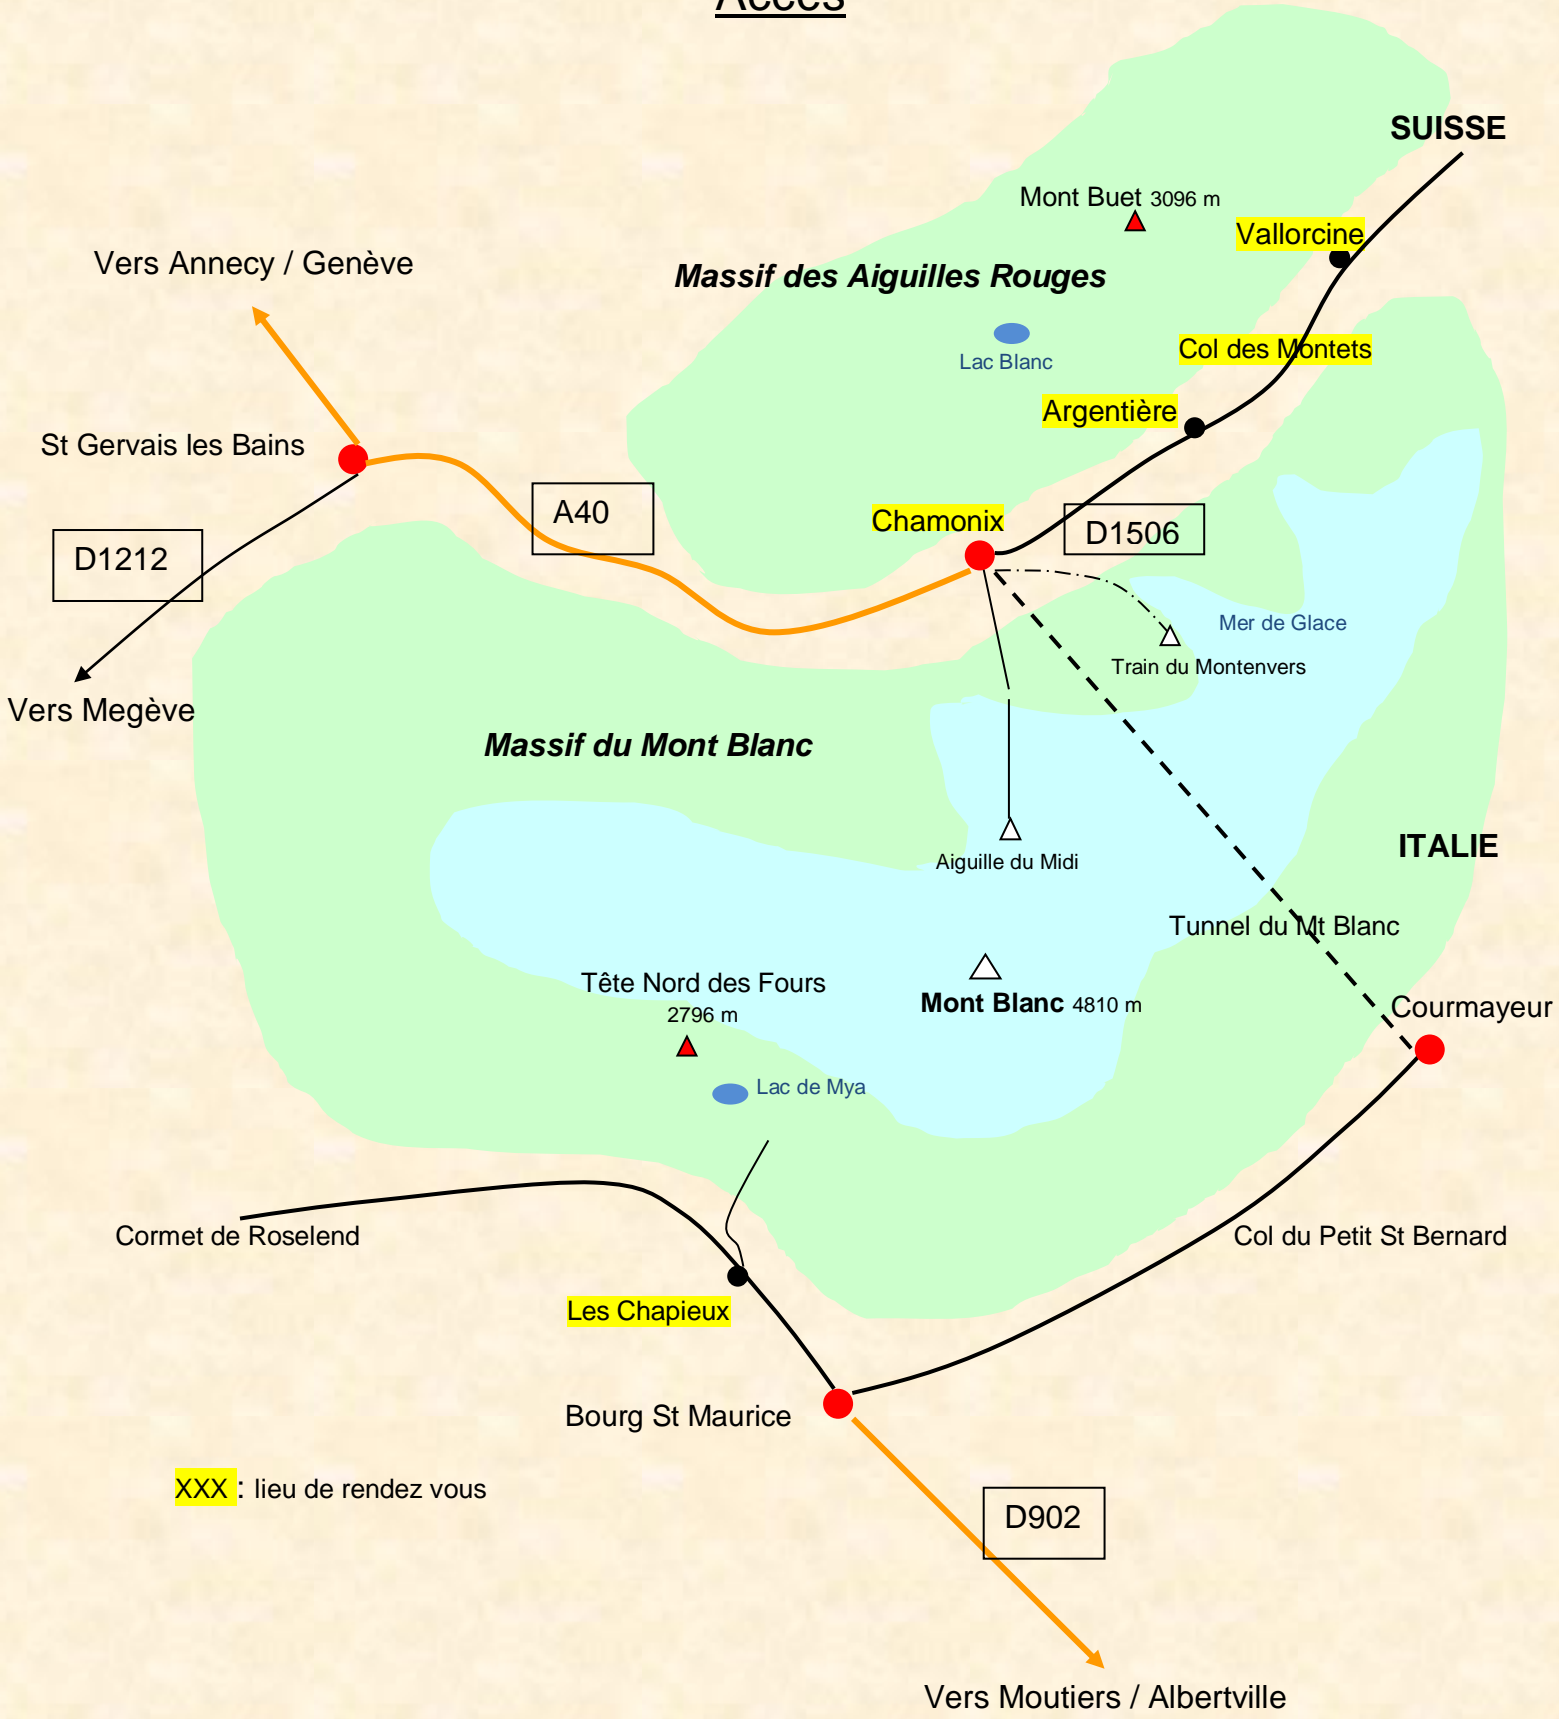 Accès
SUISSE
Mont Buet 3096 m
Vallorcine
Vers Annecy / Genève
Massif des Aiguilles Rouges
Lac Blanc
Col des Montets
Argentière
St Gervais les Bains
A40
Chamonix
D1506
D1212
Mer de Glace
Train du Montenvers
Vers Megève
Massif du Mont Blanc
ITALIE
Aiguille du Midi
Tunnel du Mt Blanc
Tête Nord des Fours
2796 m
Mont Blanc 4810 m
Courmayeur
Lac de Mya
Cormet de Roselend
Col du Petit St Bernard
Les Chapieux
Bourg St Maurice
XXX : lieu de rendez vous
D902
Vers Moutiers / Albertville